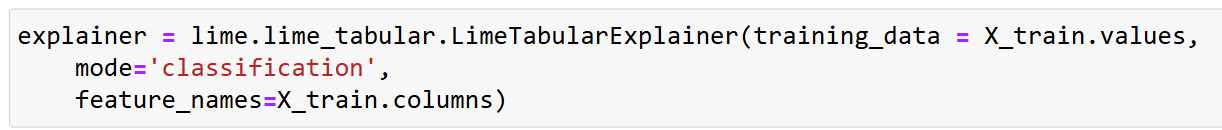 explainer = lime.lime_tabular.LimeTabularExplainer(training_data = X_train.values,
    mode='classification',
    feature_names=X_train.columns)